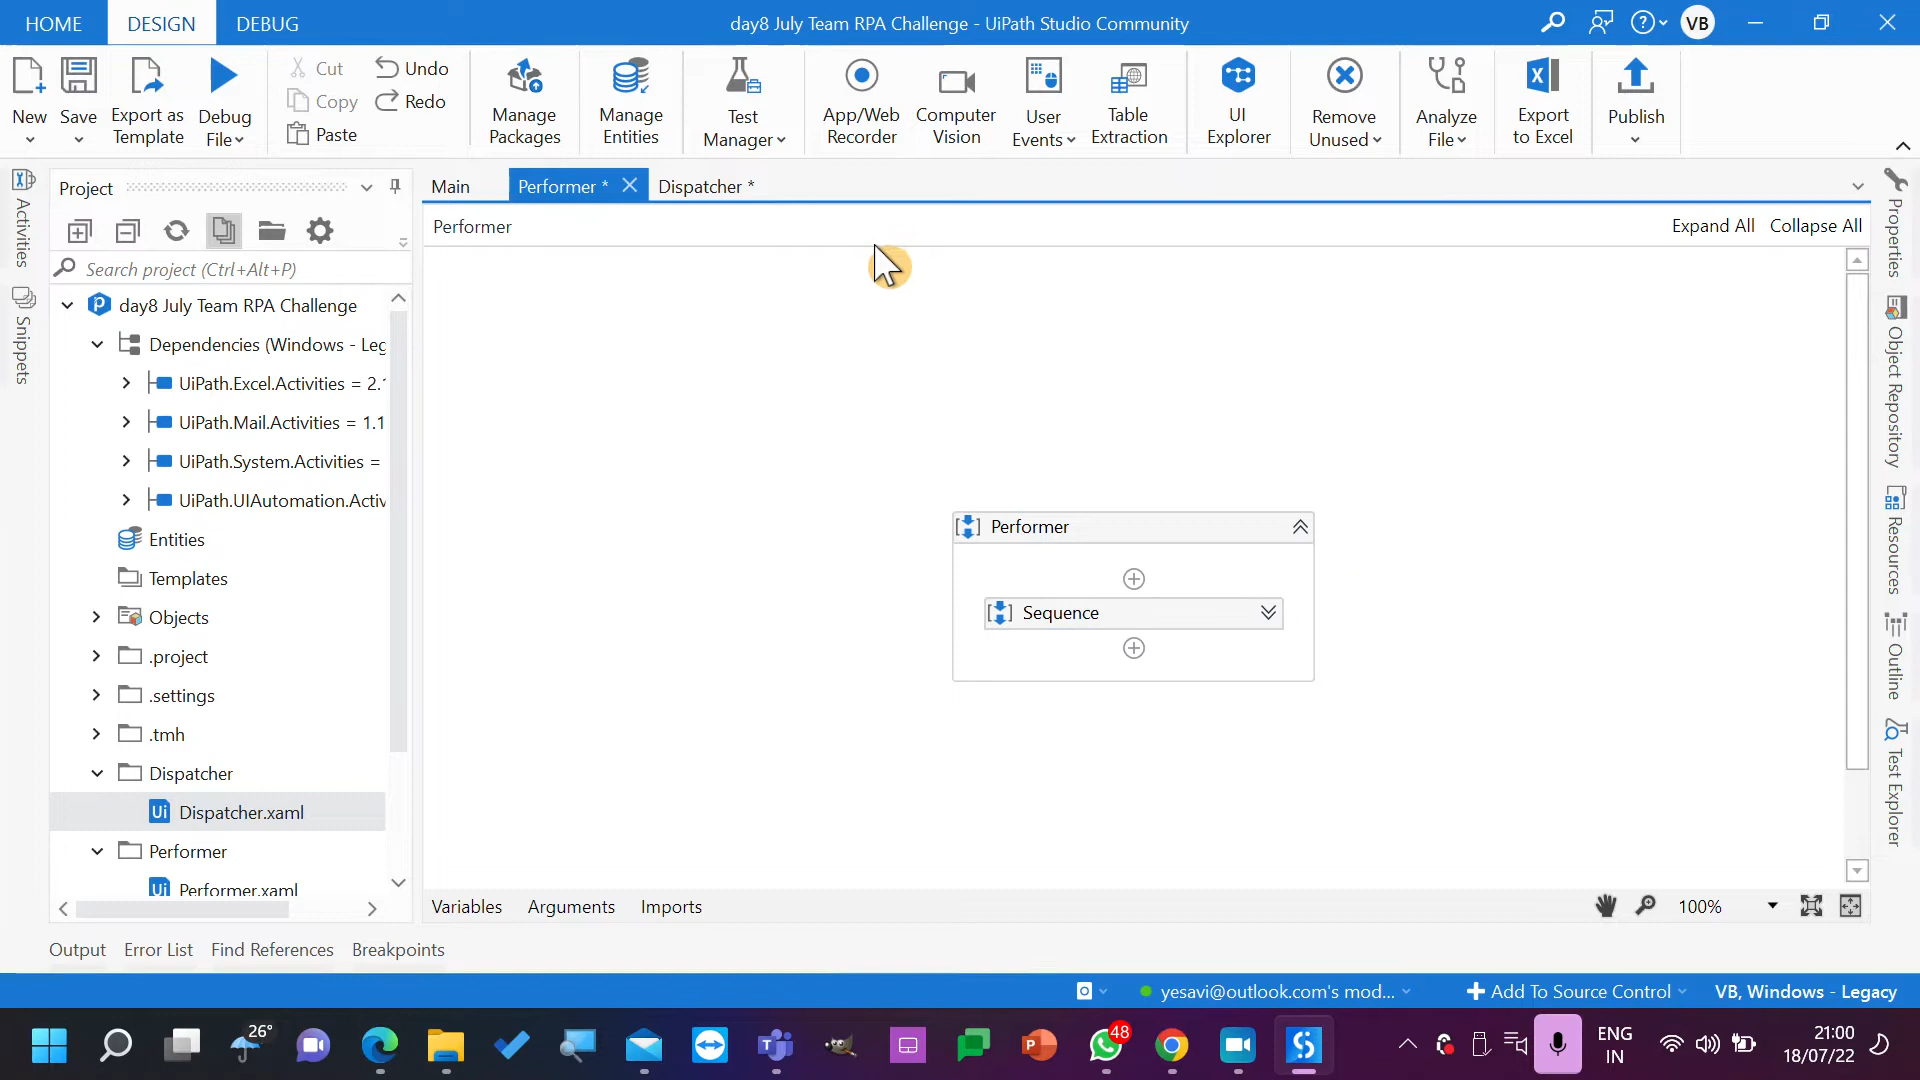 HOME
DESIGN
DEBUG
day8 July Team RPA Challenge - UiPath Studio Community
VB
New
Save
Export as
Template
Debug
File
Cut
Copy
Paste
Undo
Redo
Manage
Packages
Manage
Entities
Test
Manager
App/Web
Recorder
Computer
Vision
User
Events
Table
Extraction
UI
Explorer
Remove
Unused
Analyze
File
Export
to Excel
Publish
Activities
Snippets
Project
Search project (Ctrl+Alt+P)
day8 July Team RPA Challenge
Dependencies (Windows - Leg
UiPath.Excel.Activities = 2.
UiPath.Mail.Activities = 1.1
UiPath.System.Activities =
UiPath.UIAutomation.Activ
Entities
Templates
Objects
.project
.settings
.tmh
Dispatcher
Ui Dispatcher.xaml
Performer
Ui Performer.xaml
Main
Performer *
Dispatcher *
Performer
Expand All
Collapse All
Performer
Sequence
Variables
Arguments
Imports
100%
Properties
Object Repository
Resources
Outline
Test Explorer
Output
Error List
Find References
Breakpoints
yesavi@outlook.com's mod...
Add To Source Control
VB, Windows - Legacy
26°
48
ENG
IN
21:00
18/07/22